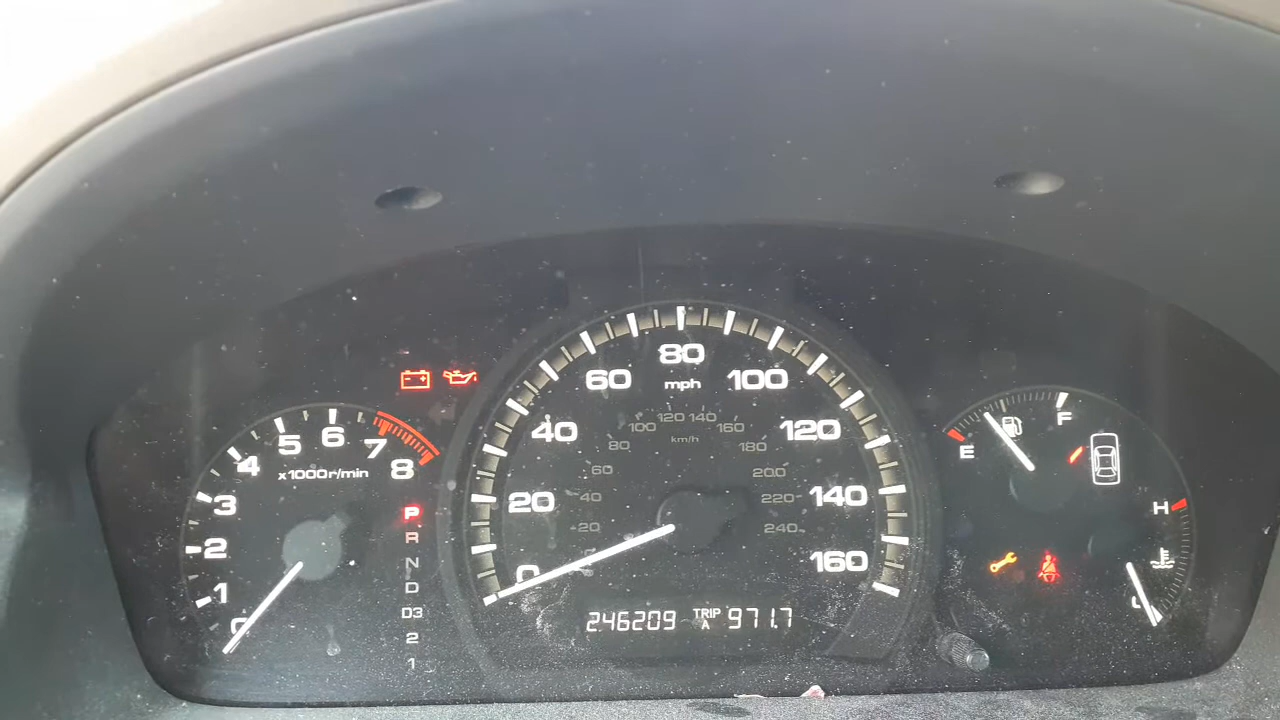 80
60 mph 100
40 120
20 140
0 160
120 140
100 160
km/h
80 180
60 200
40 220
20 240
5 6 7
4 8
x1000r/min
3
2
1
0
P
R
N
D
D3
2
1
F
E
H
C
246209 TRIP A 971.7